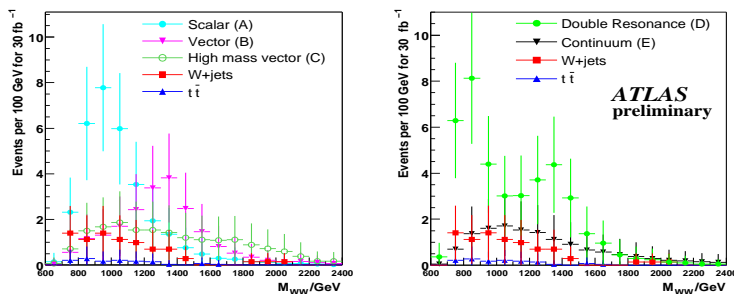 Events per 100 GeV for 30 fb⁻¹
10
8
6
4
2
0
Scalar (A)
Vector (B)
High mass vector (C)
W+jets
t t̄
600 800 1000 1200 1400 1600 1800 2000 2200 2400
M_WW/GeV
Events per 100 GeV for 30 fb⁻¹
10
8
6
4
2
0
Double Resonance (D)
Continuum (E)
W+jets
t t̄
ATLAS
preliminary
600 800 1000 1200 1400 1600 1800 2000 2200 2400
M_WW/GeV